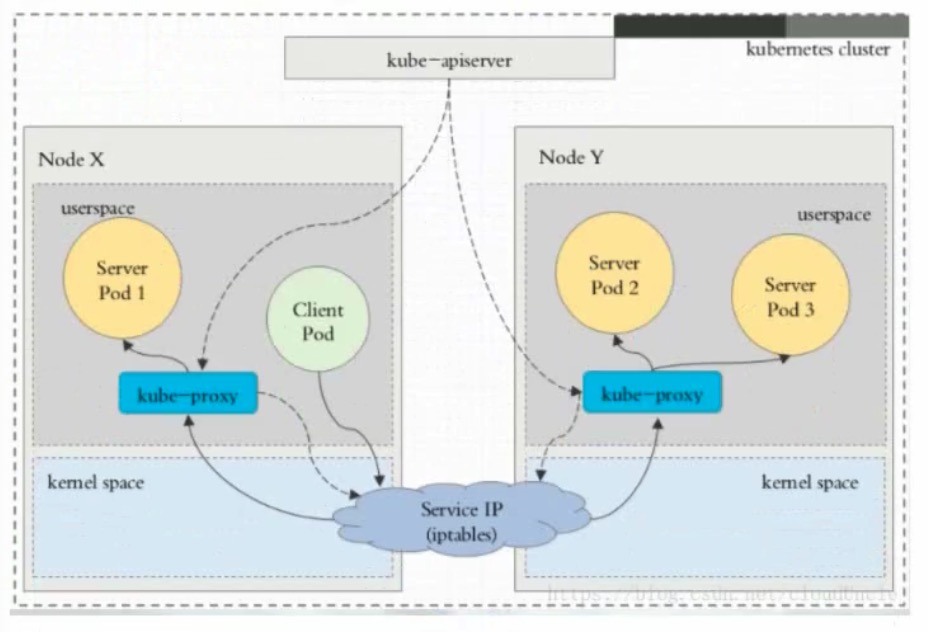 kubernetes cluster
kube-apiserver
Node X
userspace
Server
Pod 1
Client
Pod
kube-proxy
kernel space
Node Y
userspace
Server
Pod 2
Server
Pod 3
kube-proxy
kernel space
Service IP
(iptables)
https://blog.csdn.net/cloudUncle